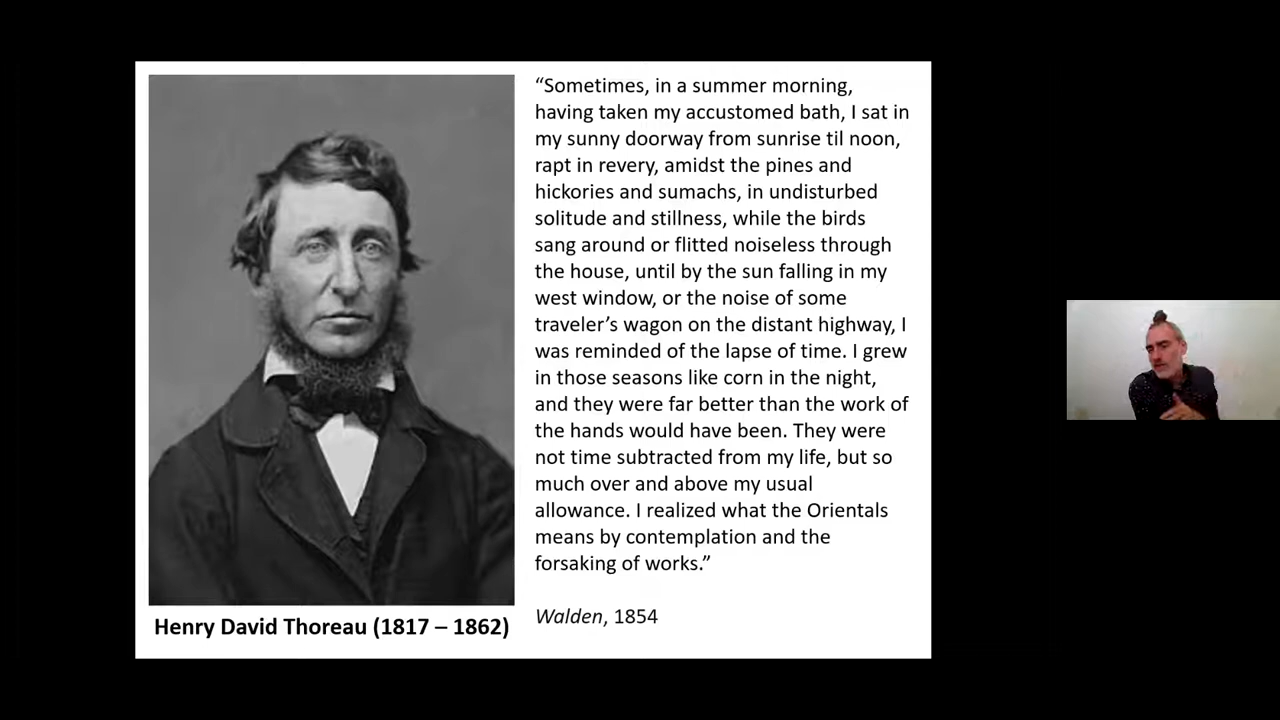 “Sometimes, in a summer morning,
having taken my accustomed bath, I sat in
my sunny doorway from sunrise til noon,
rapt in revery, amidst the pines and
hickories and sumachs, in undisturbed
solitude and stillness, while the birds
sang around or flitted noiseless through
the house, until by the sun falling in my
west window, or the noise of some
traveler’s wagon on the distant highway, I
was reminded of the lapse of time. I grew
in those seasons like corn in the night,
and they were far better than the work of
the hands would have been. They were
not time subtracted from my life, but so
much over and above my usual
allowance. I realized what the Orientals
means by contemplation and the
forsaking of works.”
Walden, 1854
Henry David Thoreau (1817 – 1862)